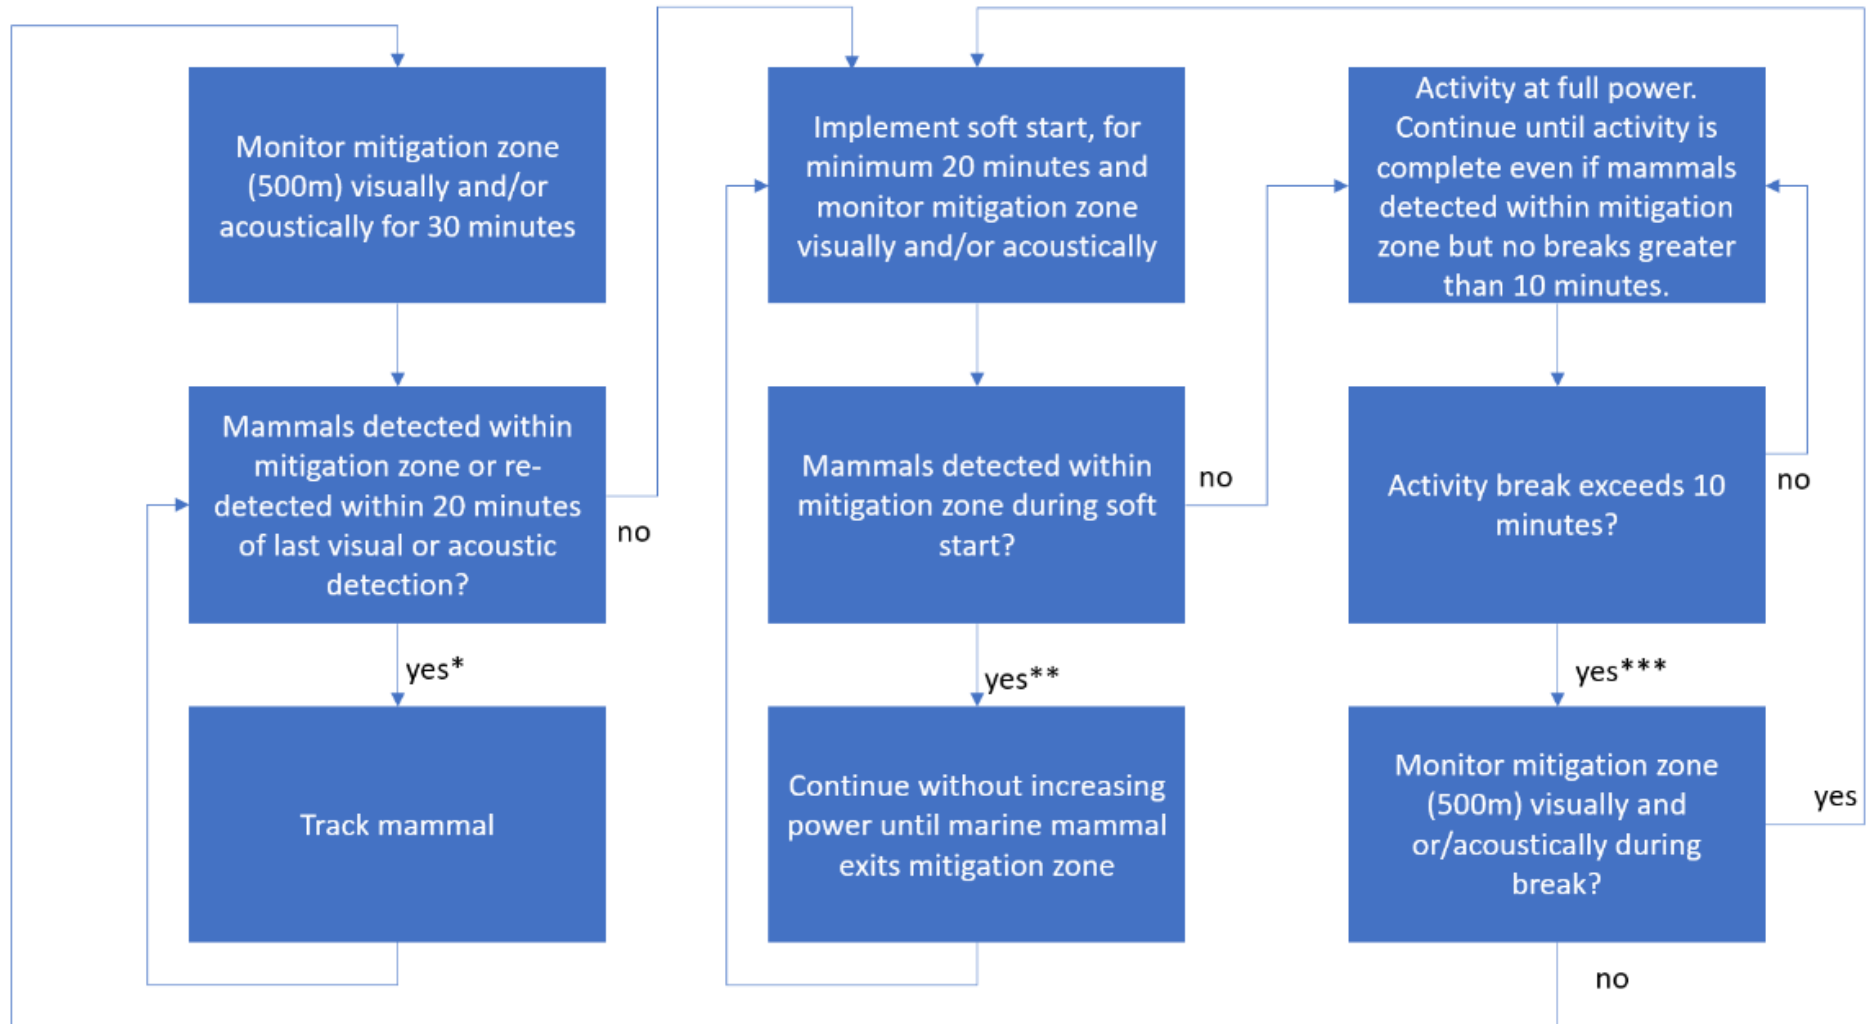 Monitor mitigation zone
(500m) visually and/or
acoustically for 30 minutes
Mammals detected within
mitigation zone or re-
detected within 20 minutes
of last visual or acoustic
detection?
no
yes*
Track mammal
Implement soft start, for
minimum 20 minutes and
monitor mitigation zone
visually and/or acoustically
Mammals detected within
mitigation zone during soft
start?
no
yes**
Continue without increasing
power until marine mammal
exits mitigation zone
Activity at full power.
Continue until activity is
complete even if mammals
detected within mitigation
zone but no breaks greater
than 10 minutes.
Activity break exceeds 10
minutes?
no
yes***
Monitor mitigation zone
(500m) visually and
or/acoustically during
break?
yes
no